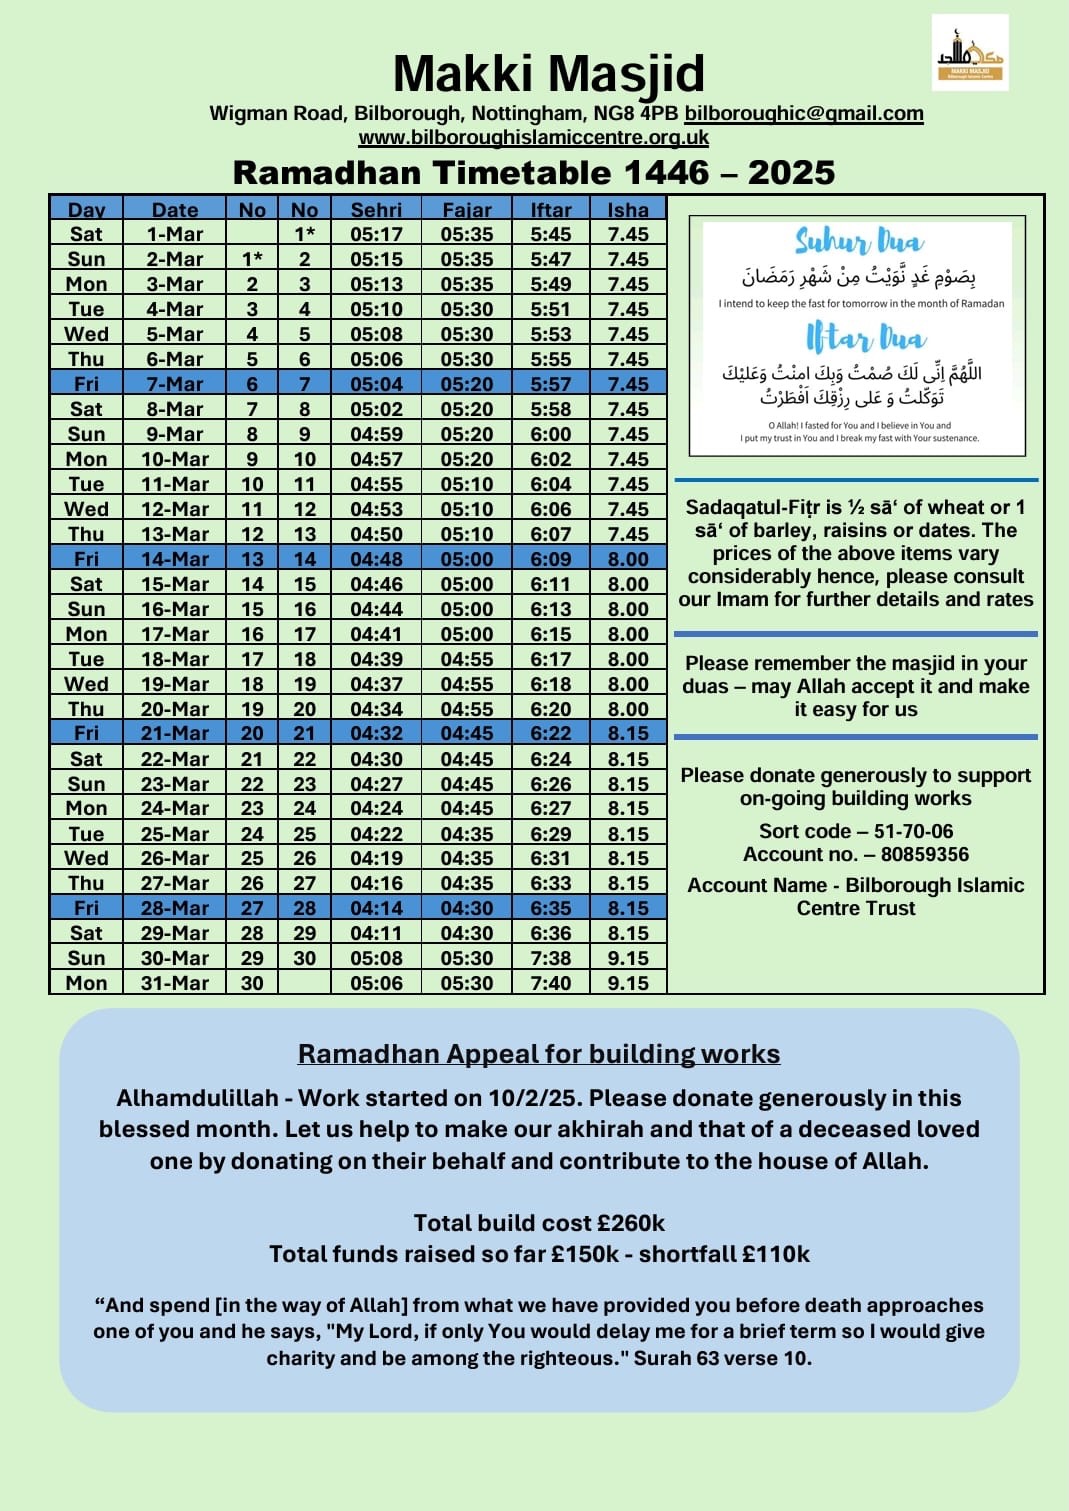 مكي مسجد
MAKKI MASJID
Bilborough Islamic Centre
Makki Masjid
Wigman Road, Bilborough, Nottingham, NG8 4PB bilboroughic@gmail.com
www.bilboroughislamiccentre.org.uk
Ramadhan Timetable 1446 – 2025
Day Date No No Sehri Fajar Iftar Isha
Sat 1-Mar 1* 05:17 05:35 5:45 7.45
Sun 2-Mar 1* 2 05:15 05:35 5:47 7.45
Mon 3-Mar 2 3 05:13 05:35 5:49 7.45
Tue 4-Mar 3 4 05:10 05:30 5:51 7.45
Wed 5-Mar 4 5 05:08 05:30 5:53 7.45
Thu 6-Mar 5 6 05:06 05:30 5:55 7.45
Fri 7-Mar 6 7 05:04 05:20 5:57 7.45
Sat 8-Mar 7 8 05:02 05:20 5:58 7.45
Sun 9-Mar 8 9 04:59 05:20 6:00 7.45
Mon 10-Mar 9 10 04:57 05:20 6:02 7.45
Tue 11-Mar 10 11 04:55 05:10 6:04 7.45
Wed 12-Mar 11 12 04:53 05:10 6:06 7.45
Thu 13-Mar 12 13 04:50 05:10 6:07 7.45
Fri 14-Mar 13 14 04:48 05:00 6:09 8.00
Sat 15-Mar 14 15 04:46 05:00 6:11 8.00
Sun 16-Mar 15 16 04:44 05:00 6:13 8.00
Mon 17-Mar 16 17 04:41 05:00 6:15 8.00
Tue 18-Mar 17 18 04:39 04:55 6:17 8.00
Wed 19-Mar 18 19 04:37 04:55 6:18 8.00
Thu 20-Mar 19 20 04:34 04:55 6:20 8.00
Fri 21-Mar 20 21 04:32 04:45 6:22 8.15
Sat 22-Mar 21 22 04:30 04:45 6:24 8.15
Sun 23-Mar 22 23 04:27 04:45 6:26 8.15
Mon 24-Mar 23 24 04:24 04:45 6:27 8.15
Tue 25-Mar 24 25 04:22 04:35 6:29 8.15
Wed 26-Mar 25 26 04:19 04:35 6:31 8.15
Thu 27-Mar 26 27 04:16 04:35 6:33 8.15
Fri 28-Mar 27 28 04:14 04:30 6:35 8.15
Sat 29-Mar 28 29 04:11 04:30 6:36 8.15
Sun 30-Mar 29 30 05:08 05:30 7:38 9.15
Mon 31-Mar 30 05:06 05:30 7:40 9.15
Suhur Dua
بِصَوْمِ غَدٍ نَّوَيْتُ مِنْ شَهْرِ رَمَضَانَ
I intend to keep the fast for tomorrow in the month of Ramadan
Iftar Dua
اللَّهُمَّ اِنِّى لَكَ صُمْتُ وَبِكَ امنْتُ وَعَليْكَ
تَوَكّلتُ وَ عَلى رِزْقِكَ اَفْطَرْتُ
O Allah! I fasted for You and I believe in You and
I put my trust in You and I break my fast with Your sustenance.
Sadaqatul-Fiṭr is ½ sā‘ of wheat or 1
sā‘ of barley, raisins or dates. The
prices of the above items vary
considerably hence, please consult
our Imam for further details and rates
Please remember the masjid in your
duas – may Allah accept it and make
it easy for us
Please donate generously to support
on-going building works
Sort code – 51-70-06
Account no. – 80859356
Account Name - Bilborough Islamic
Centre Trust
Ramadhan Appeal for building works
Alhamdulillah - Work started on 10/2/25. Please donate generously in this
blessed month. Let us help to make our akhirah and that of a deceased loved
one by donating on their behalf and contribute to the house of Allah.
Total build cost £260k
Total funds raised so far £150k - shortfall £110k
“And spend [in the way of Allah] from what we have provided you before death approaches
one of you and he says, "My Lord, if only You would delay me for a brief term so I would give
charity and be among the righteous." Surah 63 verse 10.